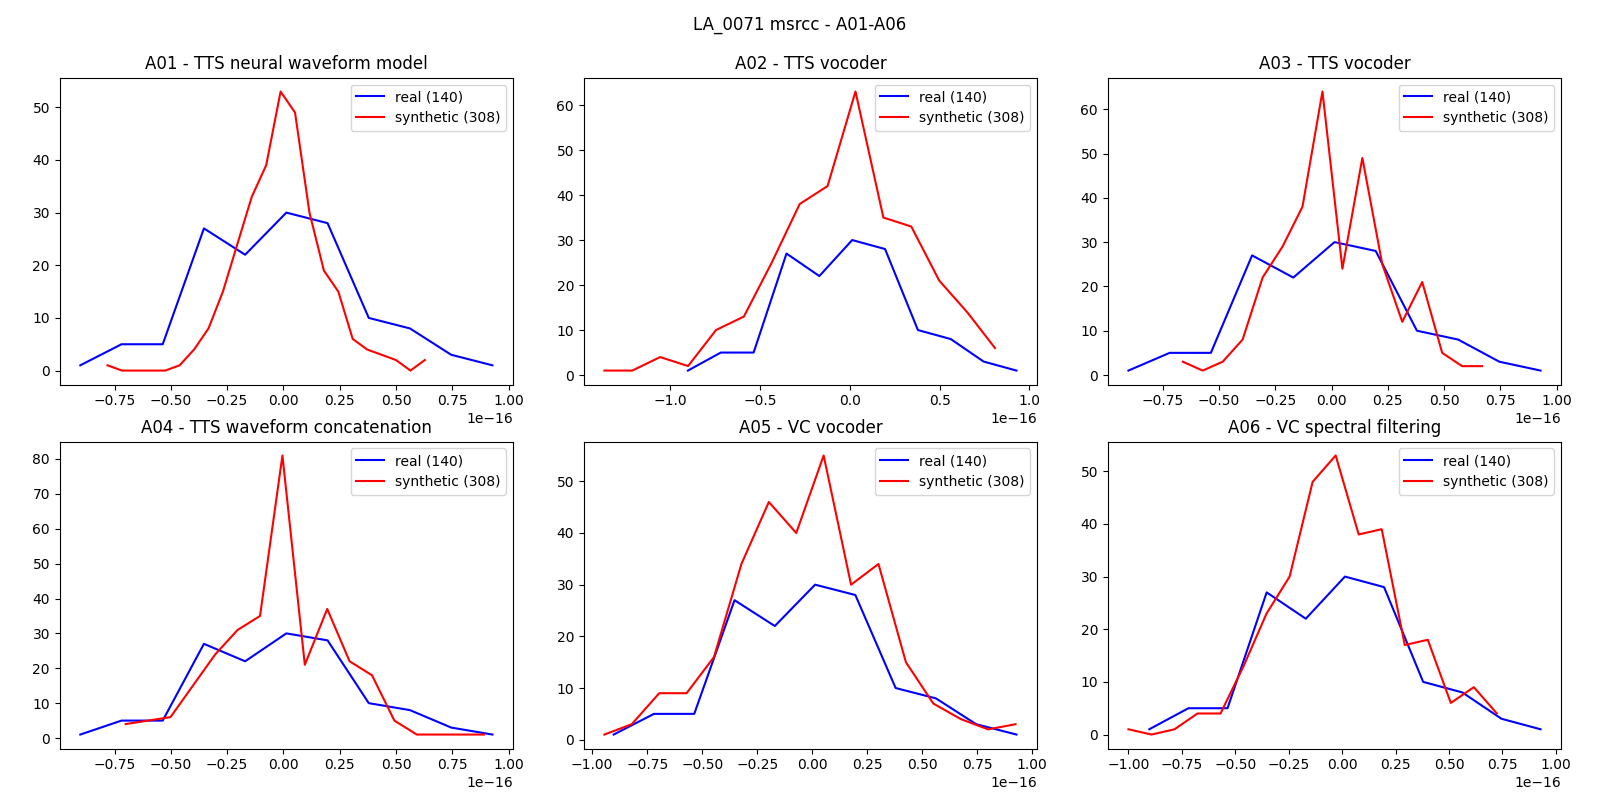 LA_0071 msrcc - A01-A06
A01 - TTS neural waveform model
real (140)
synthetic (308)
50
40
30
20
10
0
−0.75 −0.50 −0.25 0.00 0.25 0.50 0.75 1.00
1e−16
A02 - TTS vocoder
real (140)
synthetic (308)
60
50
40
30
20
10
0
−1.0 −0.5 0.0 0.5 1.0
1e−16
A03 - TTS vocoder
real (140)
synthetic (308)
60
50
40
30
20
10
0
−0.75 −0.50 −0.25 0.00 0.25 0.50 0.75 1.00
1e−16
A04 - TTS waveform concatenation
real (140)
synthetic (308)
80
70
60
50
40
30
20
10
0
−0.75 −0.50 −0.25 0.00 0.25 0.50 0.75 1.00
1e−16
A05 - VC vocoder
real (140)
synthetic (308)
50
40
30
20
10
0
−1.00 −0.75 −0.50 −0.25 0.00 0.25 0.50 0.75 1.00
1e−16
A06 - VC spectral filtering
real (140)
synthetic (308)
50
40
30
20
10
0
−1.00 −0.75 −0.50 −0.25 0.00 0.25 0.50 0.75 1.00
1e−16